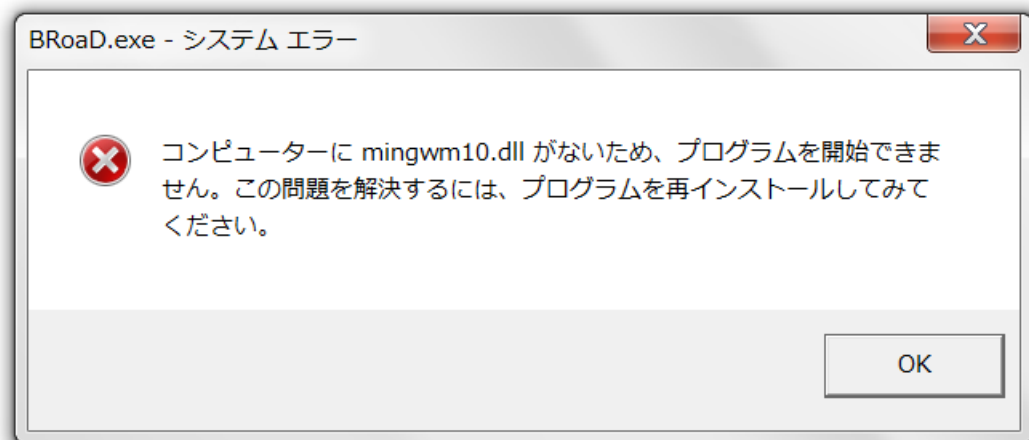 BRoaD.exe - システム エラー
コンピューターに mingwm10.dll がないため、プログラムを開始できま
せん。この問題を解決するには、プログラムを再インストールしてみて
ください。
OK